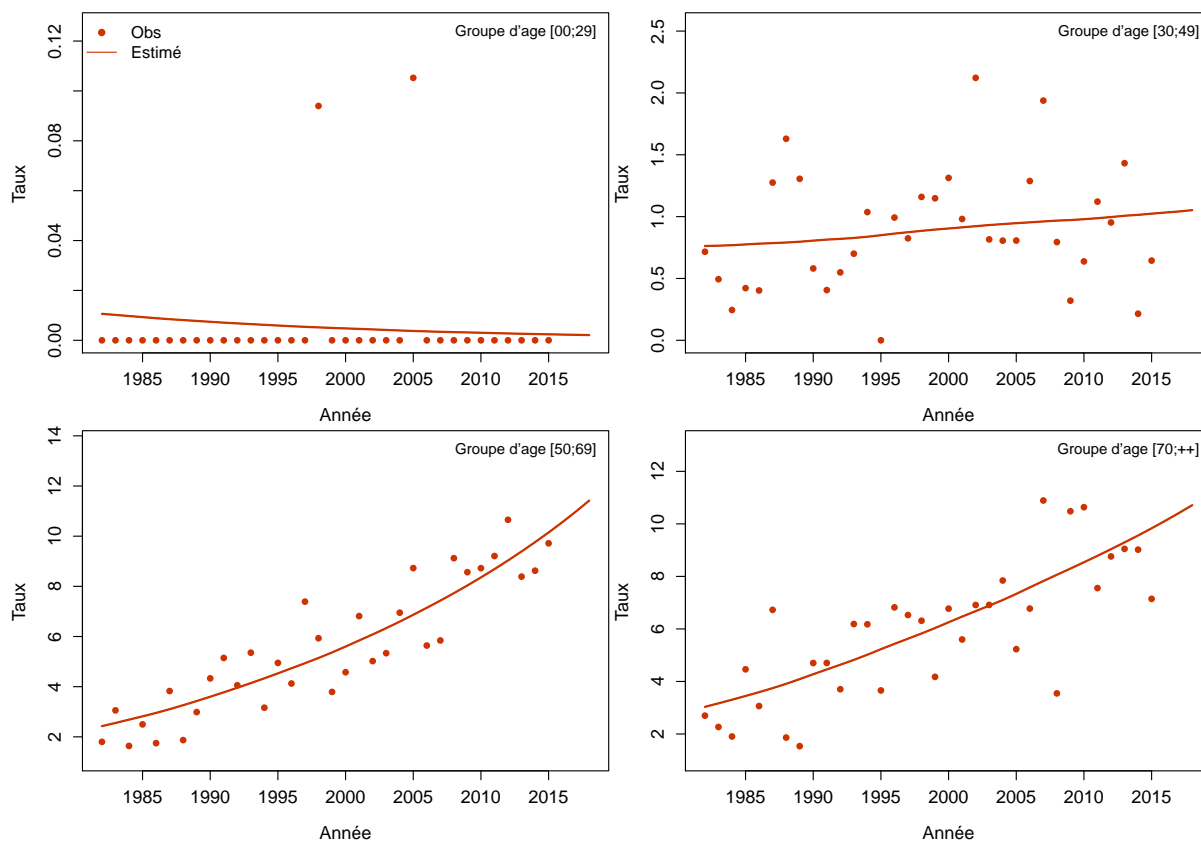 Groupe d'age [00;29]
Obs
Estimé
0.12
0.08
0.04
0.00
Taux
1985 1990 1995 2000 2005 2010 2015
Année
Groupe d'age [30;49]
2.5
2.0
1.5
1.0
0.5
0.0
Taux
1985 1990 1995 2000 2005 2010 2015
Année
Groupe d'age [50;69]
14
12
10
8
6
4
2
Taux
1985 1990 1995 2000 2005 2010 2015
Année
Groupe d'age [70;++]
12
10
8
6
4
2
Taux
1985 1990 1995 2000 2005 2010 2015
Année